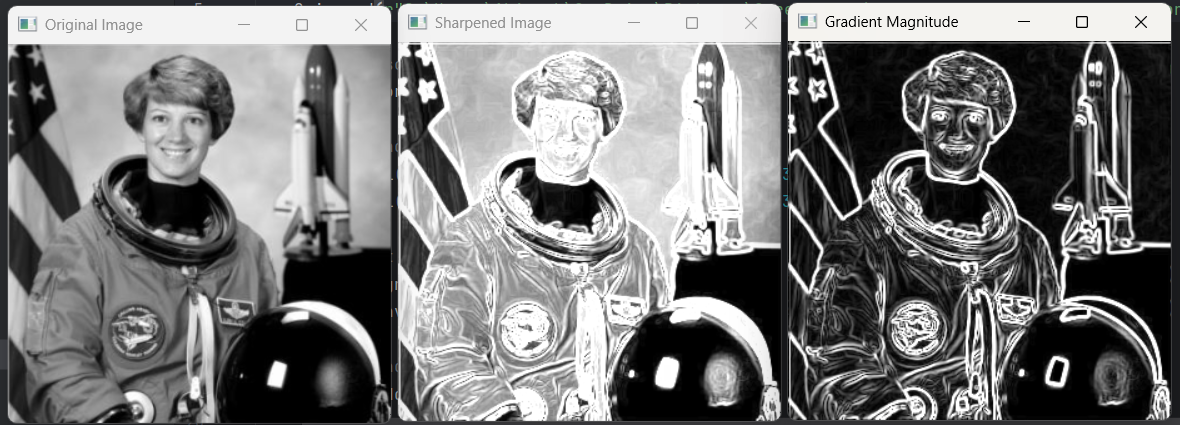 Original Image
Sharpened Image
Gradient Magnitude